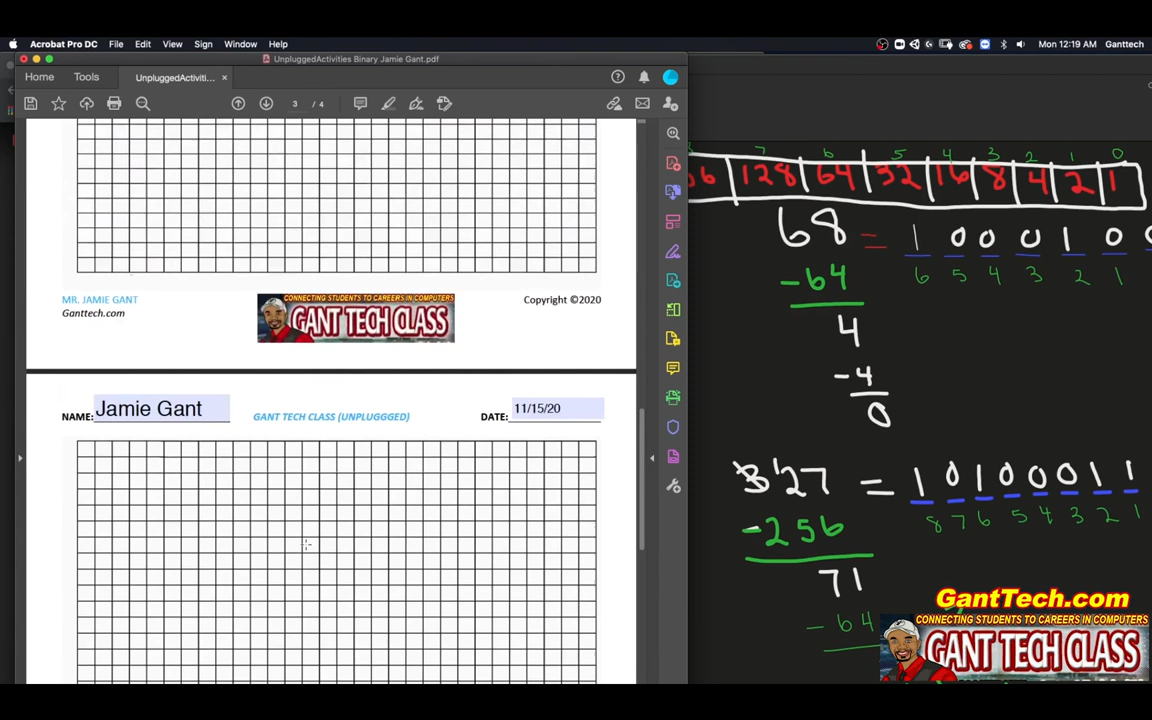 Acrobat Pro DC File Edit View Sign Window Help
Mon 12:19 AM Ganttech
UnpluggedActivities Binary Jamie Gant.pdf
Home Tools UnpluggedActiviti... ×
3 / 4
MR. JAMIE GANT
Ganttech.com
CONNECTING STUDENTS TO CAREERS IN COMPUTERS
GANT TECH CLASS
Copyright ©2020
NAME: Jamie Gant
GANT TECH CLASS (UNPLUGGGED)
DATE: 11/15/20
7 6 5 4 3 2 1 0
128 64 32 16 8 4 2 1
68 = 1 0 0 0 1 0
6 5 4 3 2 1
-64
4
-4
0
327 = 1 0 1 0 0 0 1 1
8 7 6 5 4 3 2 1
-256
71
-64
GantTech.com
CONNECTING STUDENTS TO CAREERS IN COMPUTERS
GANT TECH CLASS